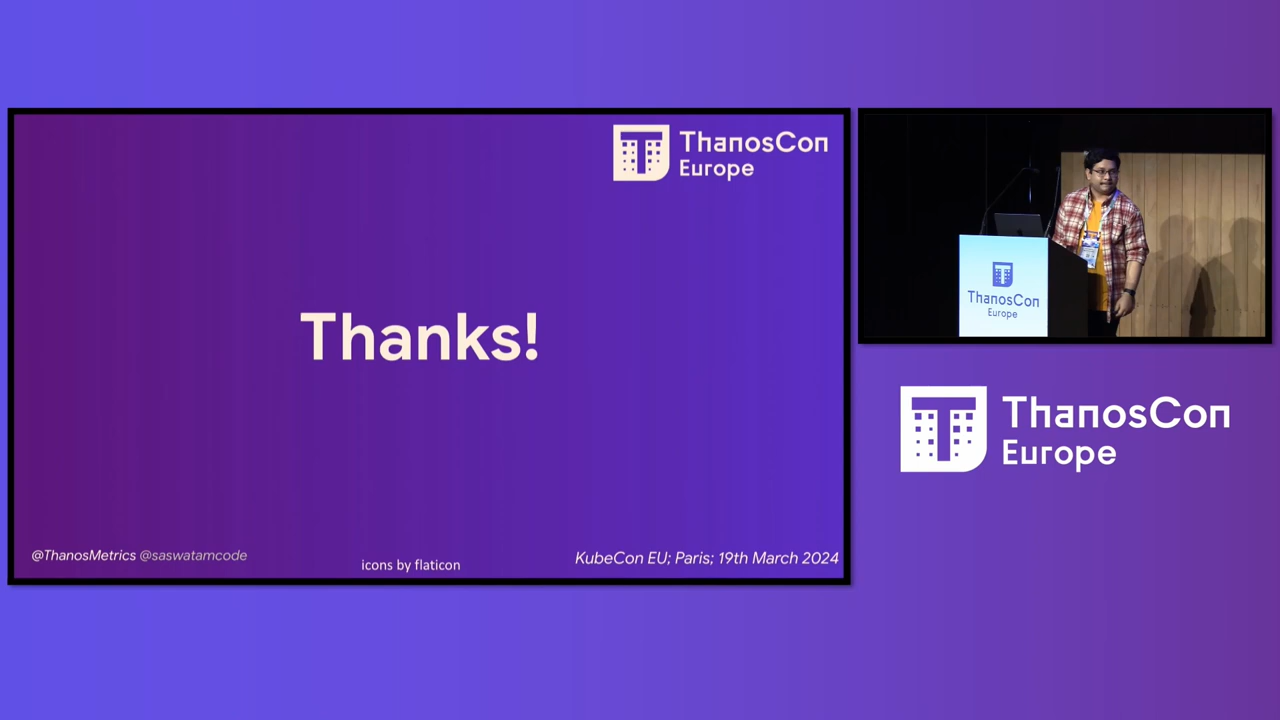 ThanosCon
Europe
Thanks!
@ThanosMetrics @saswatamcode
icons by flaticon
KubeCon EU; Paris; 19th March 2024
ThanosCon
Europe
ThanosCon
Europe